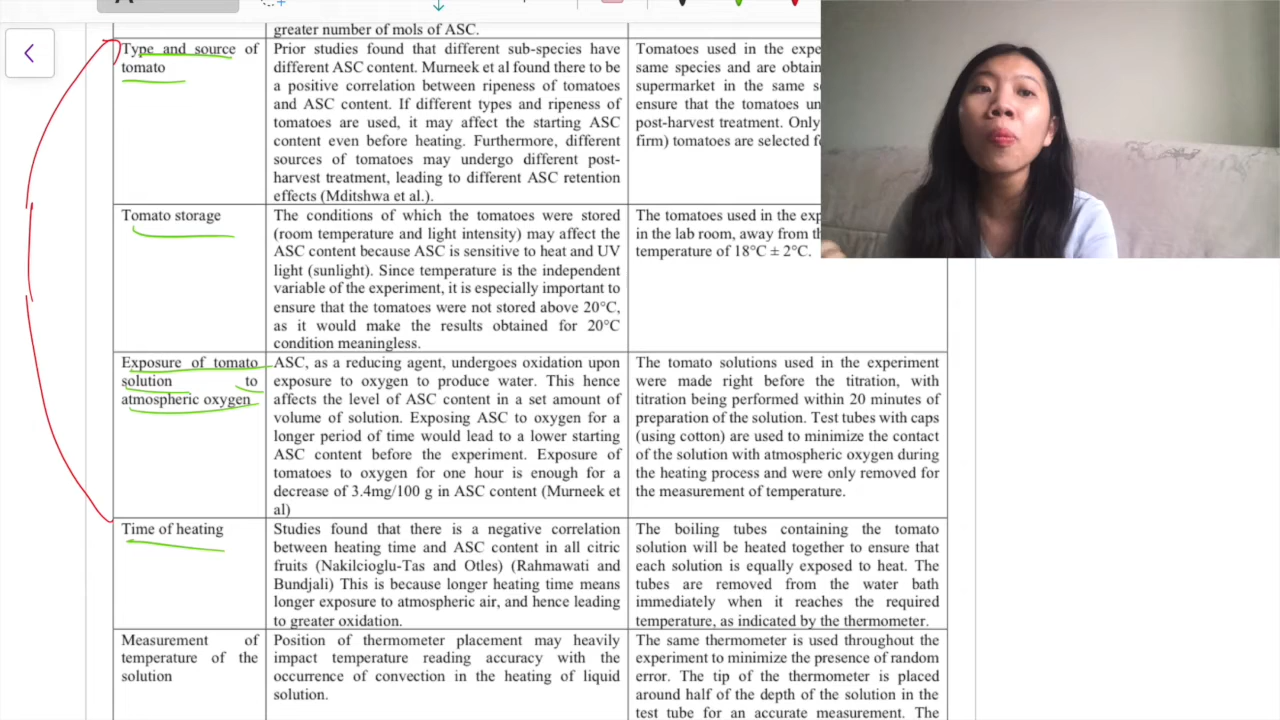 greater number of mols of ASC.
Type and source of
tomato
Prior studies found that different sub-species have
different ASC content. Murneek et al found there to be
a positive correlation between ripeness of tomatoes
and ASC content. If different types and ripeness of
tomatoes are used, it may affect the starting ASC
content even before heating. Furthermore, different
sources of tomatoes may undergo different post-
harvest treatment, leading to different ASC retention
effects (Mditshwa et al.).
Tomatoes used in the expe
same species and are obtain
supermarket in the same s
ensure that the tomatoes un
post-harvest treatment. Only
firm) tomatoes are selected f
Tomato storage
The conditions of which the tomatoes were stored
(room temperature and light intensity) may affect the
ASC content because ASC is sensitive to heat and UV
light (sunlight). Since temperature is the independent
variable of the experiment, it is especially important to
ensure that the tomatoes were not stored above 20°C,
as it would make the results obtained for 20°C
condition meaningless.
The tomatoes used in the exp
in the lab room, away from th
temperature of 18°C ± 2°C.
Exposure of tomato
solution to
atmospheric oxygen
ASC, as a reducing agent, undergoes oxidation upon
exposure to oxygen to produce water. This hence
affects the level of ASC content in a set amount of
volume of solution. Exposing ASC to oxygen for a
longer period of time would lead to a lower starting
ASC content before the experiment. Exposure of
tomatoes to oxygen for one hour is enough for a
decrease of 3.4mg/100 g in ASC content (Murneek et
al)
The tomato solutions used in the experiment
were made right before the titration, with
titration being performed within 20 minutes of
preparation of the solution. Test tubes with caps
(using cotton) are used to minimize the contact
of the solution with atmospheric oxygen during
the heating process and were only removed for
the measurement of temperature.
Time of heating
Studies found that there is a negative correlation
between heating time and ASC content in all citric
fruits (Nakilcioglu-Tas and Otles) (Rahmawati and
Bundjali) This is because longer heating time means
longer exposure to atmospheric air, and hence leading
to greater oxidation.
The boiling tubes containing the tomato
solution will be heated together to ensure that
each solution is equally exposed to heat. The
tubes are removed from the water bath
immediately when it reaches the required
temperature, as indicated by the thermometer.
Measurement of
temperature of the
solution
Position of thermometer placement may heavily
impact temperature reading accuracy with the
occurrence of convection in the heating of liquid
solution.
The same thermometer is used throughout the
experiment to minimize the presence of random
error. The tip of the thermometer is placed
around half of the depth of the solution in the
test tube for an accurate measurement. The